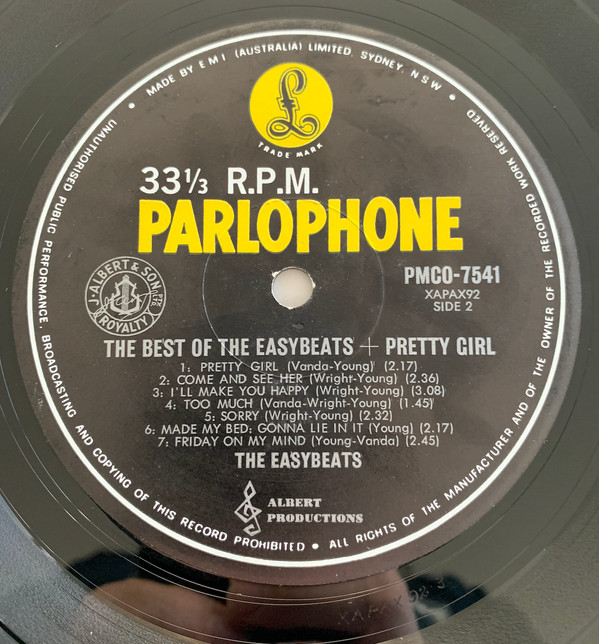 MADE BY E M I (AUSTRALIA) LIMITED. SYDNEY, N.S.W.
£
TRADE MARK
33⅓ R.P.M.
PARLOPHONE
PMCO-7541
XAPAX92
SIDE 2
J. ALBERT & SON PTY. LTD.
ROYALTY
THE BEST OF THE EASYBEATS + PRETTY GIRL
1: PRETTY GIRL (Vanda-Young) (2.17)
2: COME AND SEE HER (Wright-Young) (2.36)
3: I'LL MAKE YOU HAPPY (Wright-Young) (3.08)
4: TOO MUCH (Vanda-Wright-Young) (1.45)
5: SORRY (Wright-Young) (2.32)
6: MADE MY BED: GONNA LIE IN IT (Young) (2.17)
7: FRIDAY ON MY MIND (Young-Vanda) (2.45)
THE EASYBEATS
ALBERT
PRODUCTIONS
UNAUTHORISED PUBLIC PERFORMANCE, BROADCASTING AND COPYING OF THIS RECORD PROHIBITED • ALL RIGHTS OF THE MANUFACTURER AND OF THE OWNER OF THE RECORDED WORK RESERVED